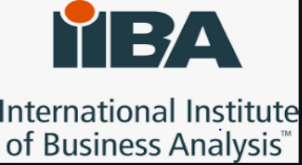 iiBA
International Institute
of Business Analysis™